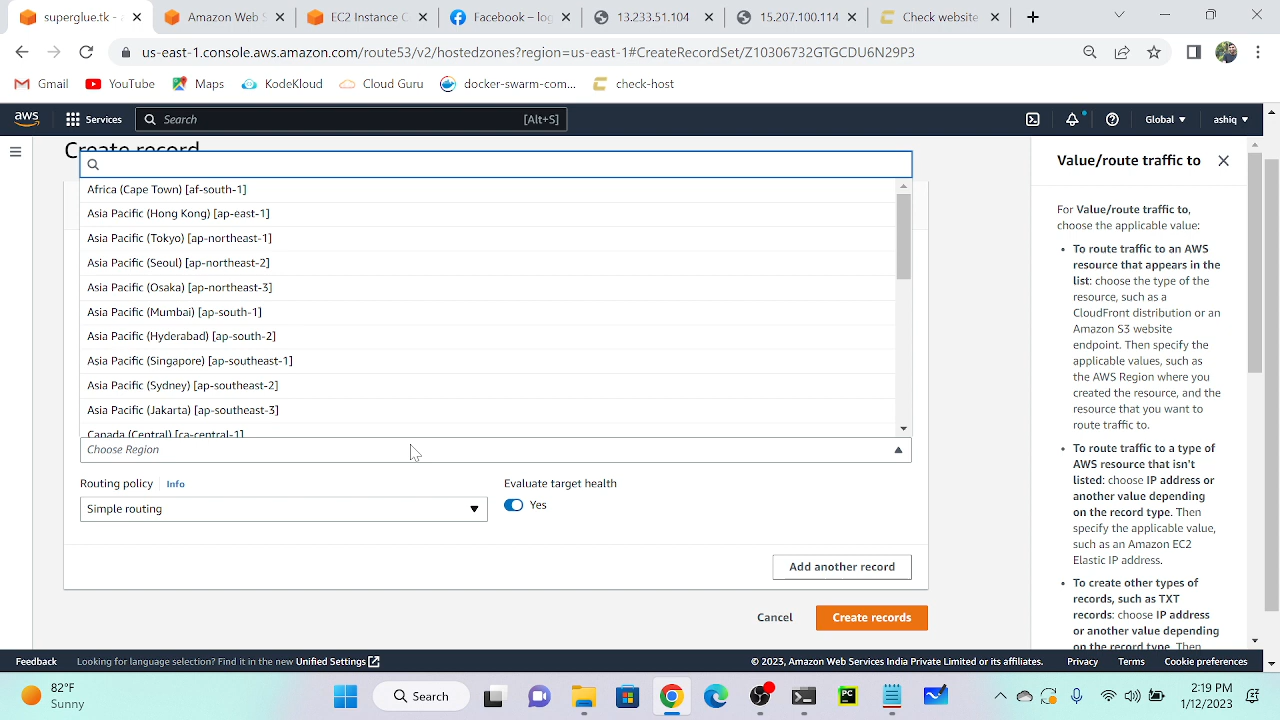 superglue.tk -
Amazon Web S
EC2 Instance C
Facebook – log
13.233.51.104
15.207.100.114
Check website
us-east-1.console.aws.amazon.com/route53/v2/hostedzones?region=us-east-1#CreateRecordSet/Z10306732GTGCDU6N29P3
Gmail
YouTube
Maps
KodeKloud
Cloud Guru
docker-swarm-com...
check-host
aws
Services
Search
[Alt+S]
Global
ashiq
Create record
Africa (Cape Town) [af-south-1]
Asia Pacific (Hong Kong) [ap-east-1]
Asia Pacific (Tokyo) [ap-northeast-1]
Asia Pacific (Seoul) [ap-northeast-2]
Asia Pacific (Osaka) [ap-northeast-3]
Asia Pacific (Mumbai) [ap-south-1]
Asia Pacific (Hyderabad) [ap-south-2]
Asia Pacific (Singapore) [ap-southeast-1]
Asia Pacific (Sydney) [ap-southeast-2]
Asia Pacific (Jakarta) [ap-southeast-3]
Canada (Central) [ca-central-1]
Choose Region
Routing policy
Info
Simple routing
Evaluate target health
Yes
Add another record
Cancel
Create records
Value/route traffic to
For Value/route traffic to,
choose the applicable value:
• To route traffic to an AWS
resource that appears in the
list: choose the type of the
resource, such as a
CloudFront distribution or an
Amazon S3 website
endpoint. Then specify the
applicable values, such as
the AWS Region where you
created the resource, and the
resource that you want to
route traffic to.
• To route traffic to a type of
AWS resource that isn't
listed: choose IP address or
another value depending
on the record type. Then
specify the applicable value,
such as an Amazon EC2
Elastic IP address.
• To create other types of
records, such as TXT
records: choose IP address
or another value depending
on the record type. Then
Feedback
Looking for language selection? Find it in the new Unified Settings
© 2023, Amazon Web Services India Private Limited or its affiliates.
Privacy
Terms
Cookie preferences
82°F
Sunny
Search
PC
2:19 PM
1/12/2023